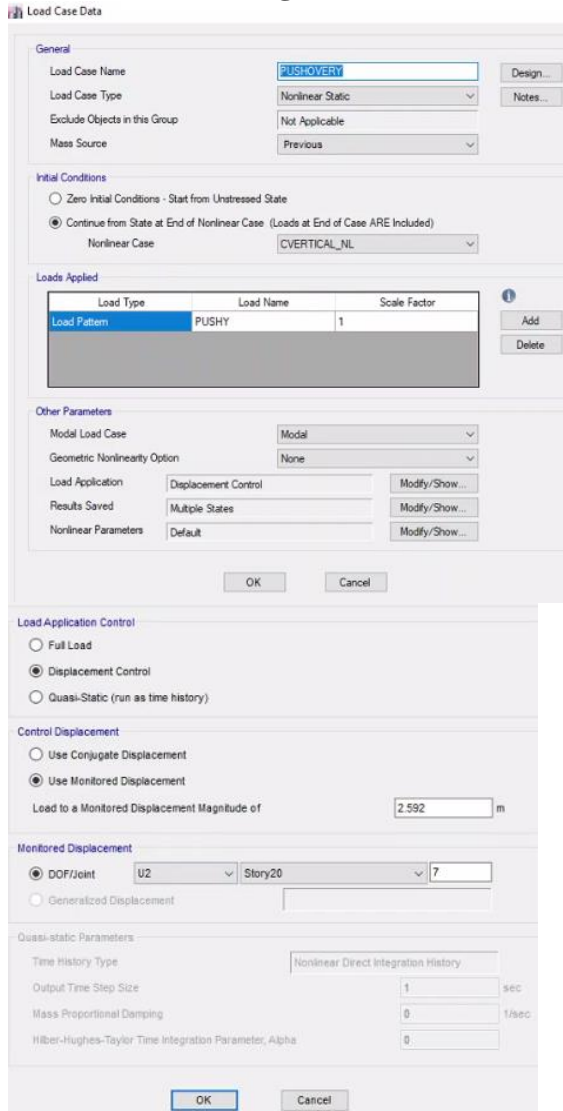 Load Case Data
General
Load Case Name PUSHOVERY Design...
Load Case Type Nonlinear Static Notes...
Exclude Objects in this Group Not Applicable
Mass Source Previous
Initial Conditions
Zero Initial Conditions - Start from Unstressed State
Continue from State at End of Nonlinear Case (Loads at End of Case ARE Included)
Nonlinear Case CVERTICAL_NL
Loads Applied
Load Type Load Name Scale Factor
Load Pattern PUSHY 1 Add
Delete
Other Parameters
Modal Load Case Modal
Geometric Nonlinearity Option None
Load Application Displacement Control Modify/Show...
Results Saved Multiple States Modify/Show...
Nonlinear Parameters Default Modify/Show...
OK Cancel
Load Application Control
Full Load
Displacement Control
Quasi-Static (run as time history)
Control Displacement
Use Conjugate Displacement
Use Monitored Displacement
Load to a Monitored Displacement Magnitude of 2.592 m
Monitored Displacement
DOF/Joint U2 Story20 7
Generalized Displacement
Quasi-static Parameters
Time History Type Nonlinear Direct Integration History
Output Time Step Size 1 sec
Mass Proportional Damping 0 1/sec
Hilber-Hughes-Taylor Time Integration Parameter, Alpha 0
OK Cancel